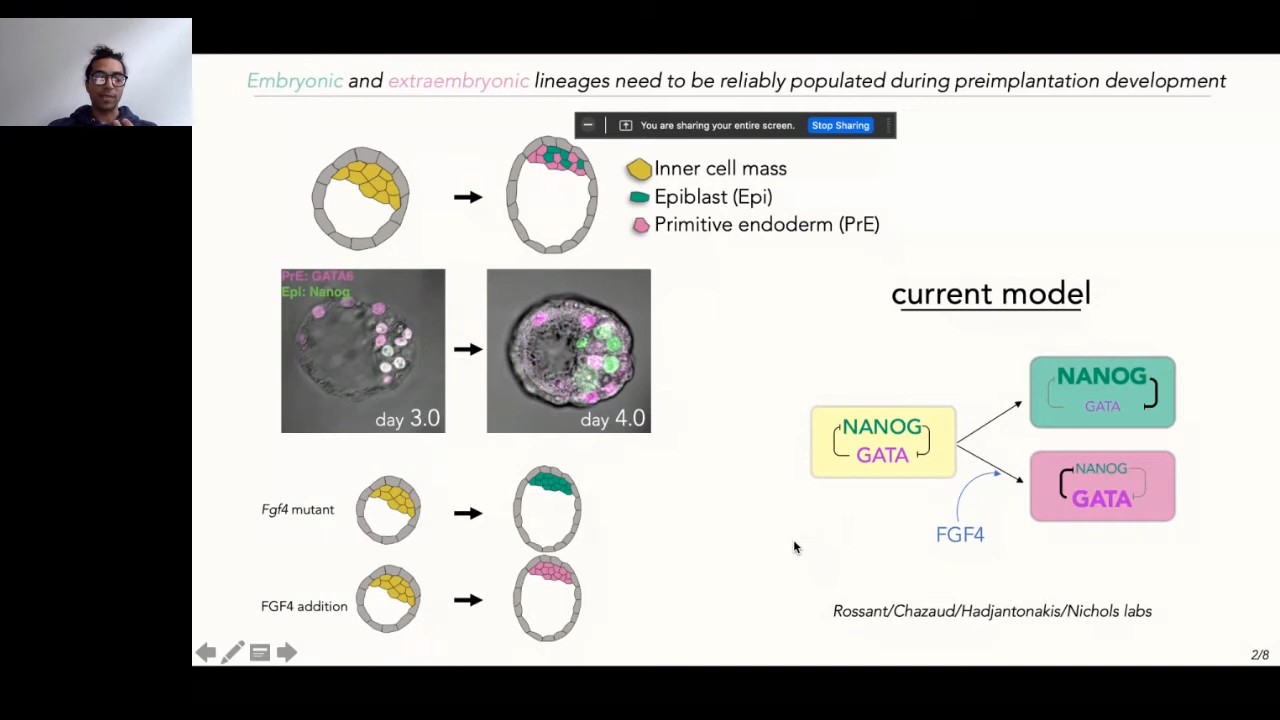 Embryonic and extraembryonic lineages need to be reliably populated during preimplantation development
You are sharing your entire screen. Stop Sharing
Inner cell mass
Epiblast (Epi)
Primitive endoderm (PrE)
PrE: GATA6
Epi: Nanog
day 3.0
day 4.0
current model
NANOG
GATA
NANOG
GATA
NANOG
GATA
FGF4
Fgf4 mutant
FGF4 addition
Rossant/Chazaud/Hadjantonakis/Nichols labs
2/8